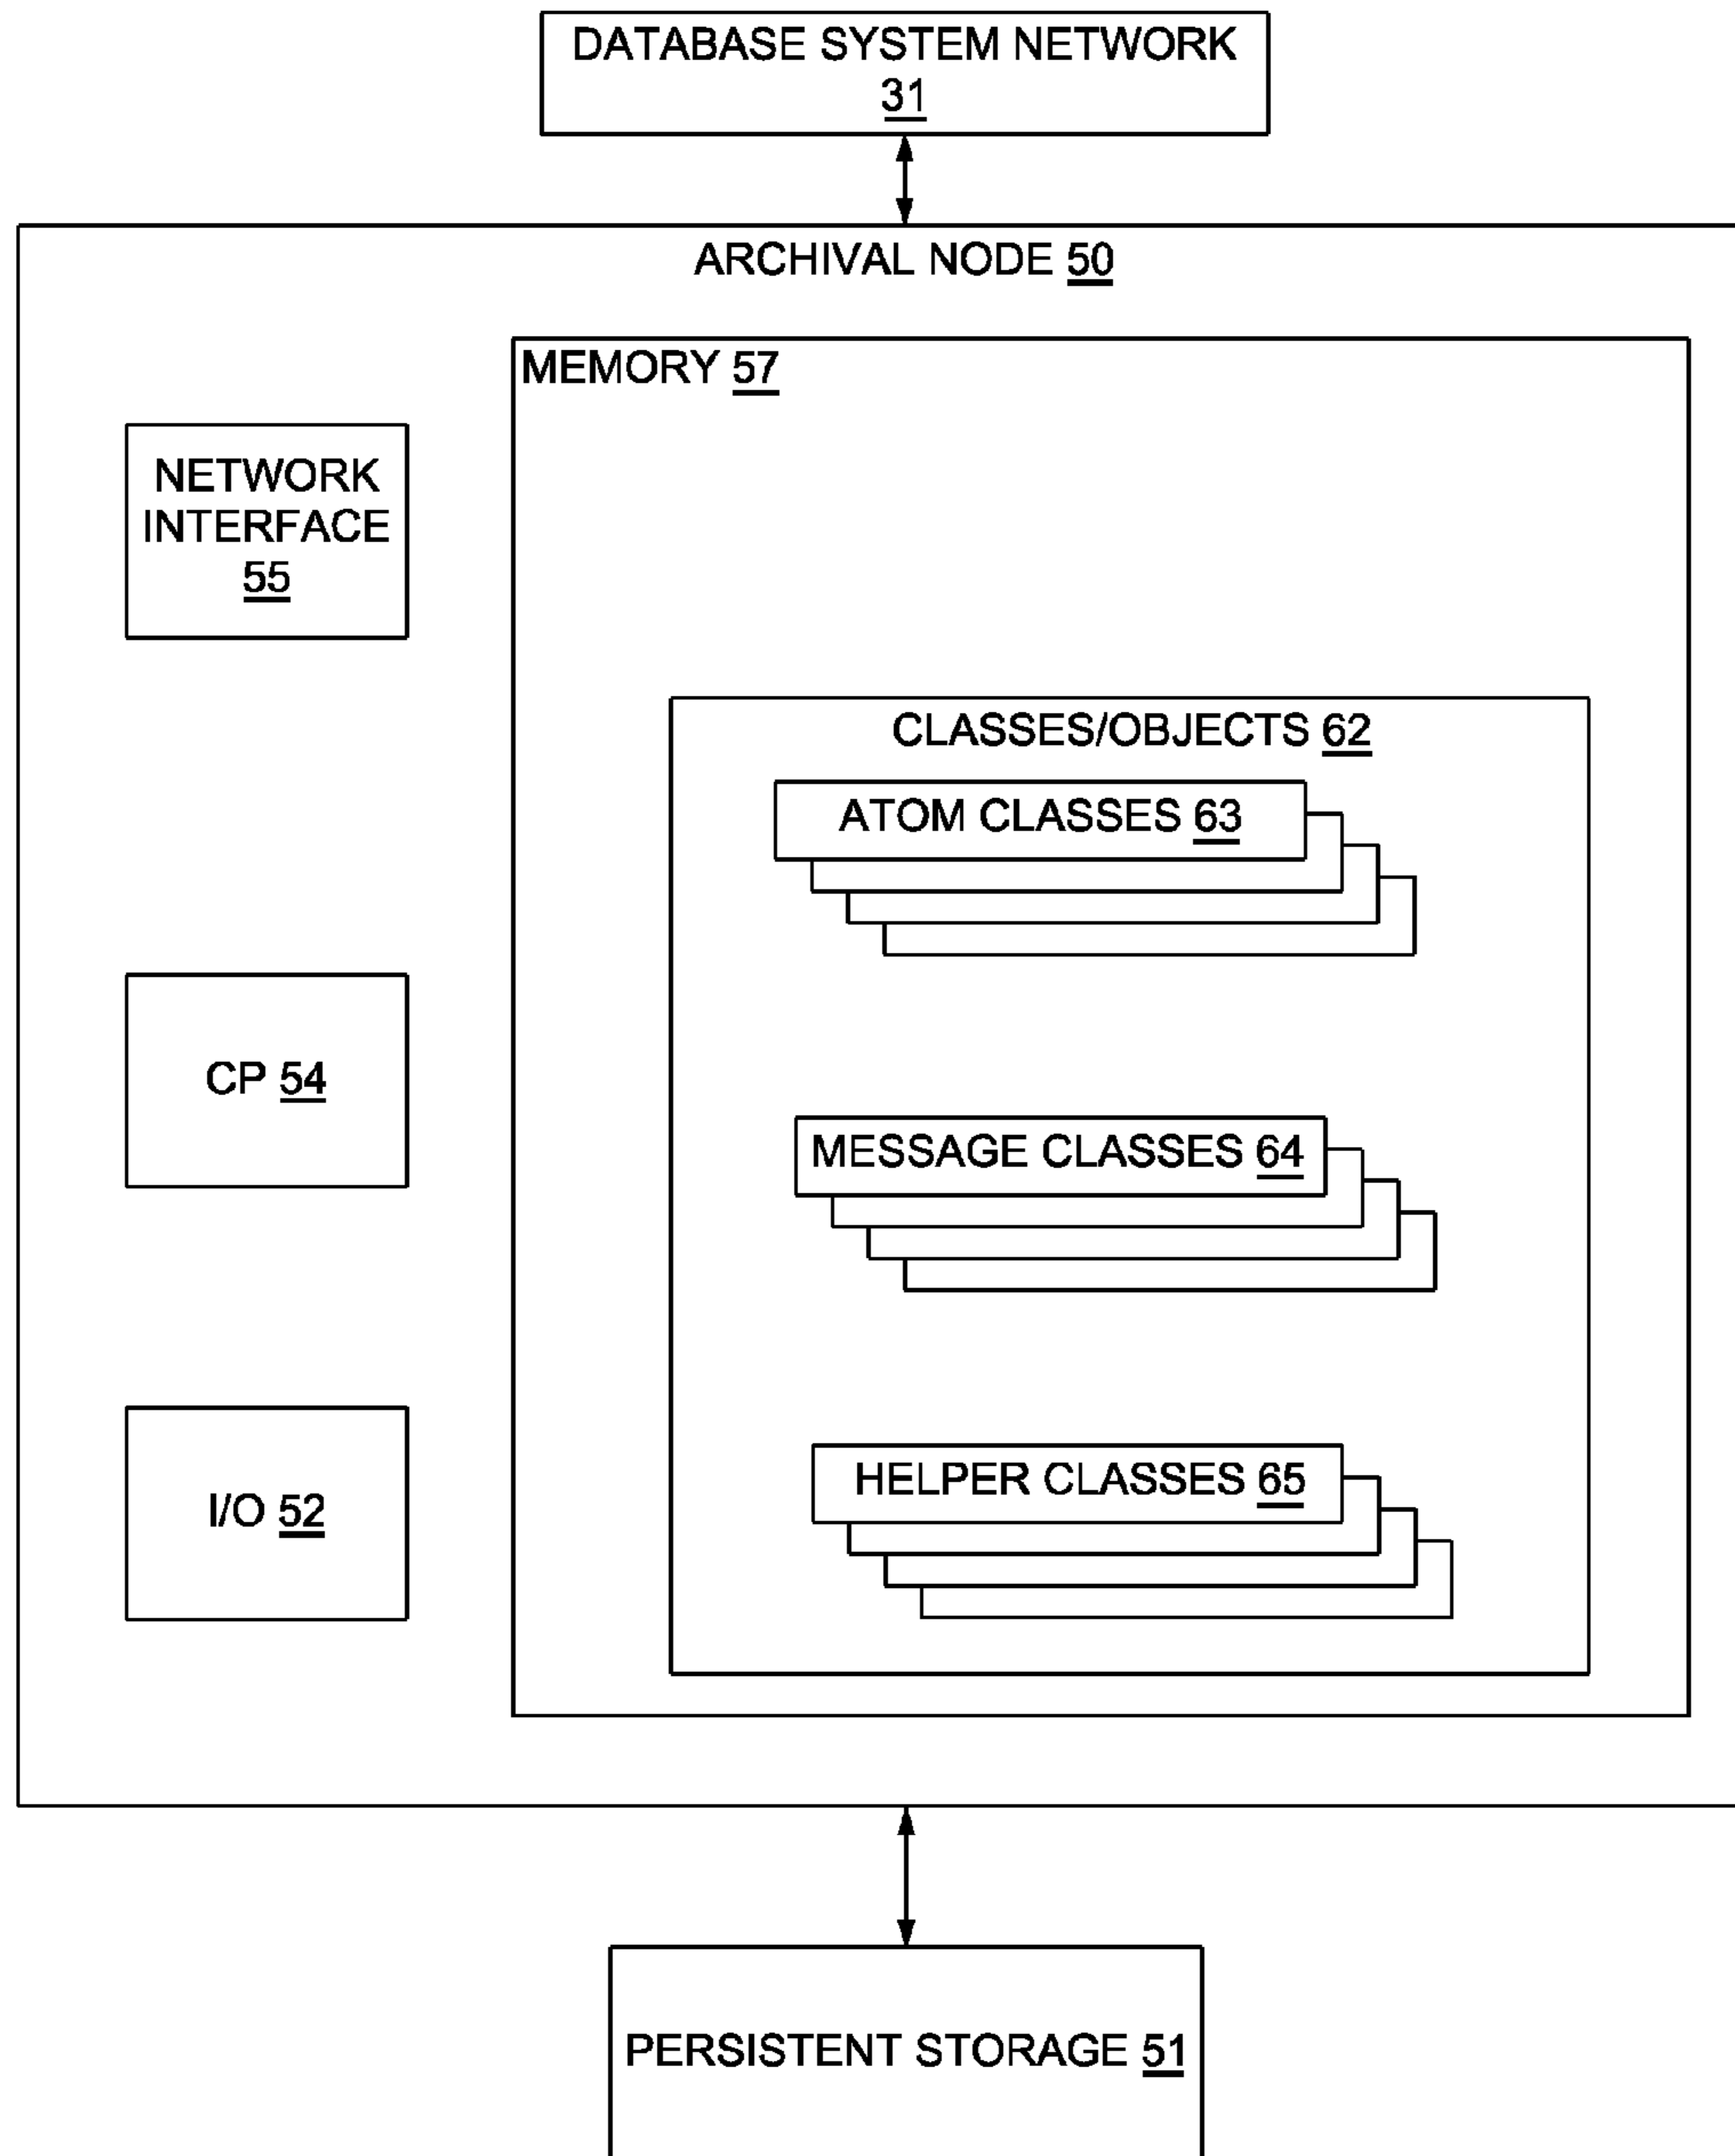 DATABASE SYSTEM NETWORK
31
ARCHIVAL NODE 50
MEMORY 57
NETWORK
INTERFACE
55
CLASSES/OBJECTS 62
ATOM CLASSES 63
CP 54
MESSAGE CLASSES 64
HELPER CLASSES 65
I/O 52
PERSISTENT STORAGE 51